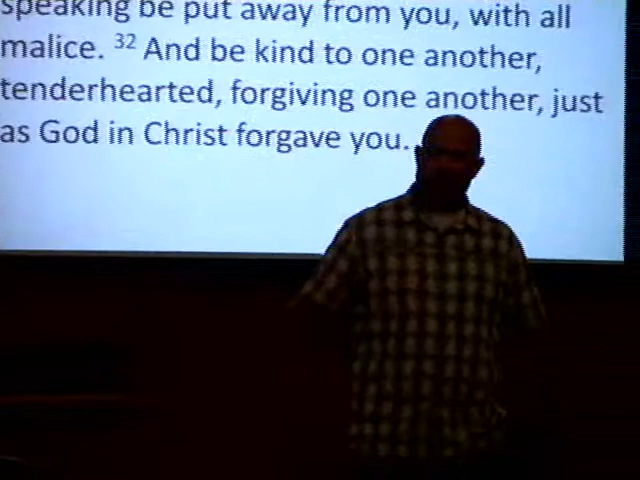 speaking be put away from you, with all
malice. 32 And be kind to one another,
tenderhearted, forgiving one another, just
as God in Christ forgave you.